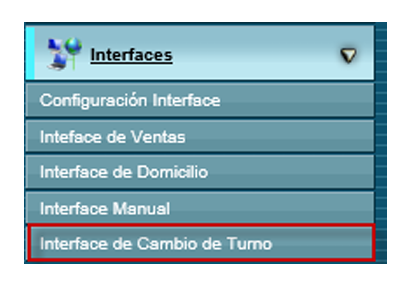 Interfaces
Configuración Interface
Inteface de Ventas
Interface de Domicilio
Interface Manual
Interface de Cambio de Turno